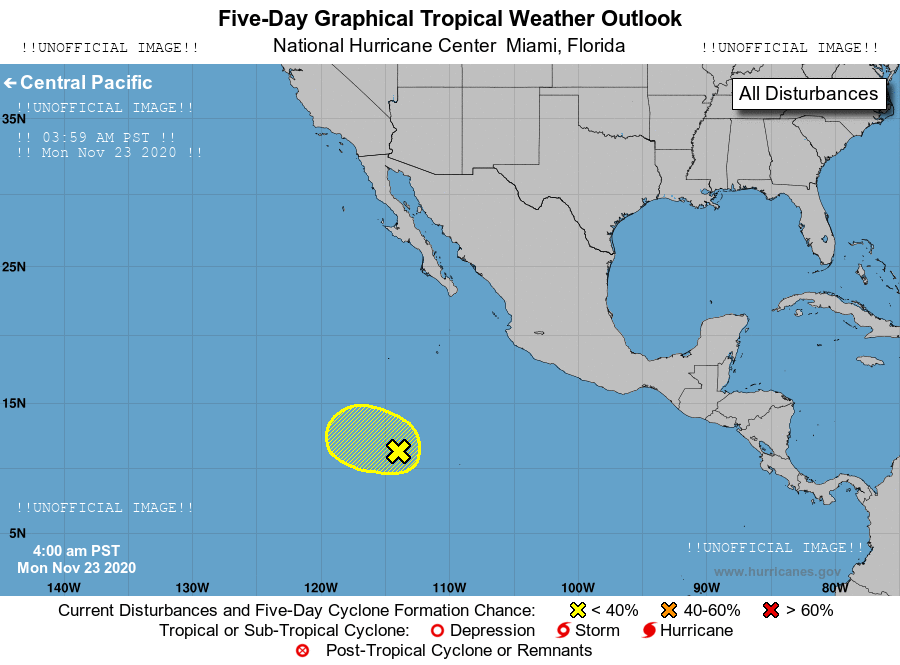 Five-Day Graphical Tropical Weather Outlook
!!UNOFFICIAL IMAGE!! National Hurricane Center  Miami, Florida !!UNOFFICIAL IMAGE!!
← Central Pacific
All Disturbances
!!UNOFFICIAL IMAGE!!
35N
!! 03:59 AM PST !!
!! Mon Nov 23 2020 !!
25N
15N
!!UNOFFICIAL IMAGE!!
5N
4:00 am PST
Mon Nov 23 2020
!!UNOFFICIAL IMAGE!!
www.hurricanes.gov
140W 130W 120W 110W 100W 90W 80W
Current Disturbances and Five-Day Cyclone Formation Chance: < 40% 40-60% > 60%
Tropical or Sub-Tropical Cyclone: Depression Storm Hurricane
Post-Tropical Cyclone or Remnants